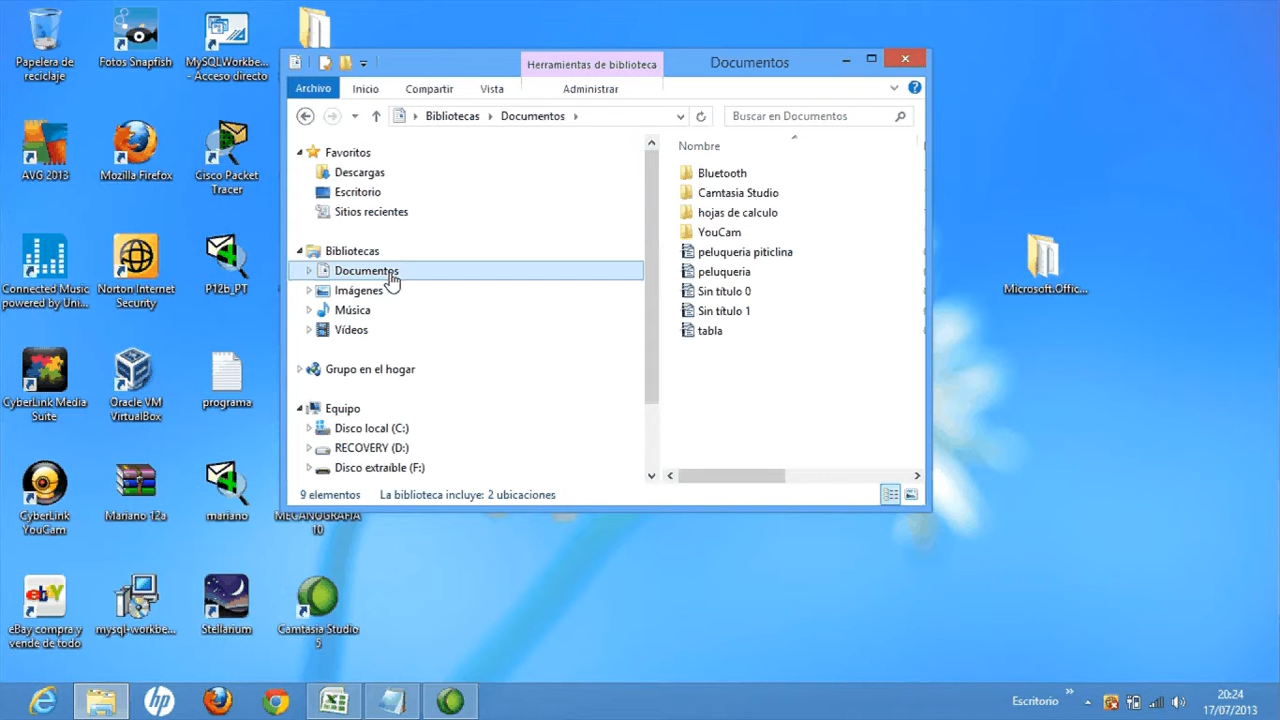 Papelera de
reciclaje
Fotos Snapfish
MySQLWorkbe...
- Acceso directo
AVG 2013
Mozilla Firefox
Cisco Packet
Tracer
Connected Music
powered by Uni...
Norton Internet
Security
P12b_PT
CyberLink Media
Suite
Oracle VM
VirtualBox
programa
CyberLink
YouCam
Mariano 12a
mariano
MECANOGRAFIA
10
eBay compra y
vende de todo
mysql-workbe...
Stellarium
Camtasia Studio
5
Microsoft.Offic...
Herramientas de biblioteca
Documentos
Archivo
Inicio
Compartir
Vista
Administrar
Bibliotecas
Documentos
Buscar en Documentos
Favoritos
Descargas
Escritorio
Sitios recientes
Bibliotecas
Documentos
Imágenes
Música
Vídeos
Grupo en el hogar
Equipo
Disco local (C:)
RECOVERY (D:)
Disco extraíble (F:)
Nombre
Bluetooth
Camtasia Studio
hojas de calculo
YouCam
peluqueria piticlina
peluqueria
Sin título 0
Sin título 1
tabla
9 elementos
La biblioteca incluye: 2 ubicaciones
Escritorio
20:24
17/07/2013